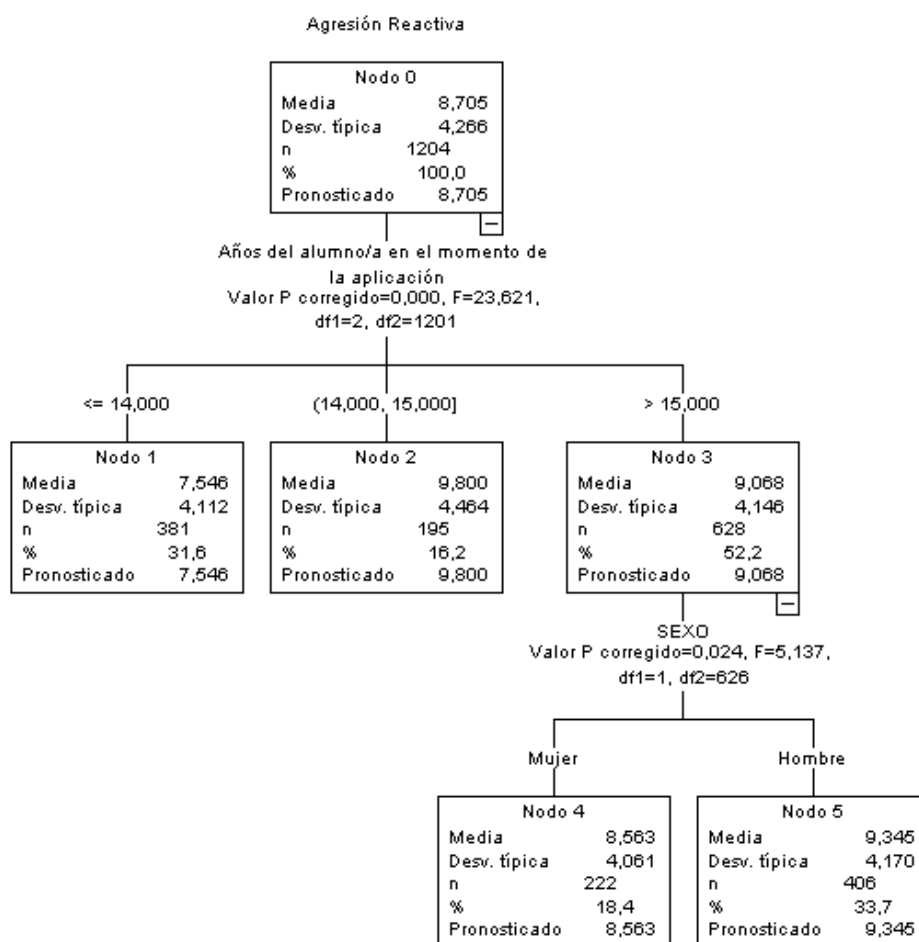 Agresión Reactiva
Nodo 0
Media 8,705
Desv. típica 4,266
n 1204
% 100,0
Pronosticado 8,705
Años del alumno/a en el momento de
la aplicación
Valor P corregido=0,000, F=23,621,
df1=2, df2=1201
<= 14,000
(14,000, 15,000]
> 15,000
Nodo 1
Media 7,546
Desv. típica 4,112
n 381
% 31,6
Pronosticado 7,546
Nodo 2
Media 9,800
Desv. típica 4,464
n 195
% 16,2
Pronosticado 9,800
Nodo 3
Media 9,068
Desv. típica 4,146
n 628
% 52,2
Pronosticado 9,068
SEXO
Valor P corregido=0,024, F=5,137,
df1=1, df2=626
Mujer
Hombre
Nodo 4
Media 8,563
Desv. típica 4,061
n 222
% 18,4
Pronosticado 8,563
Nodo 5
Media 9,345
Desv. típica 4,170
n 406
% 33,7
Pronosticado 9,345